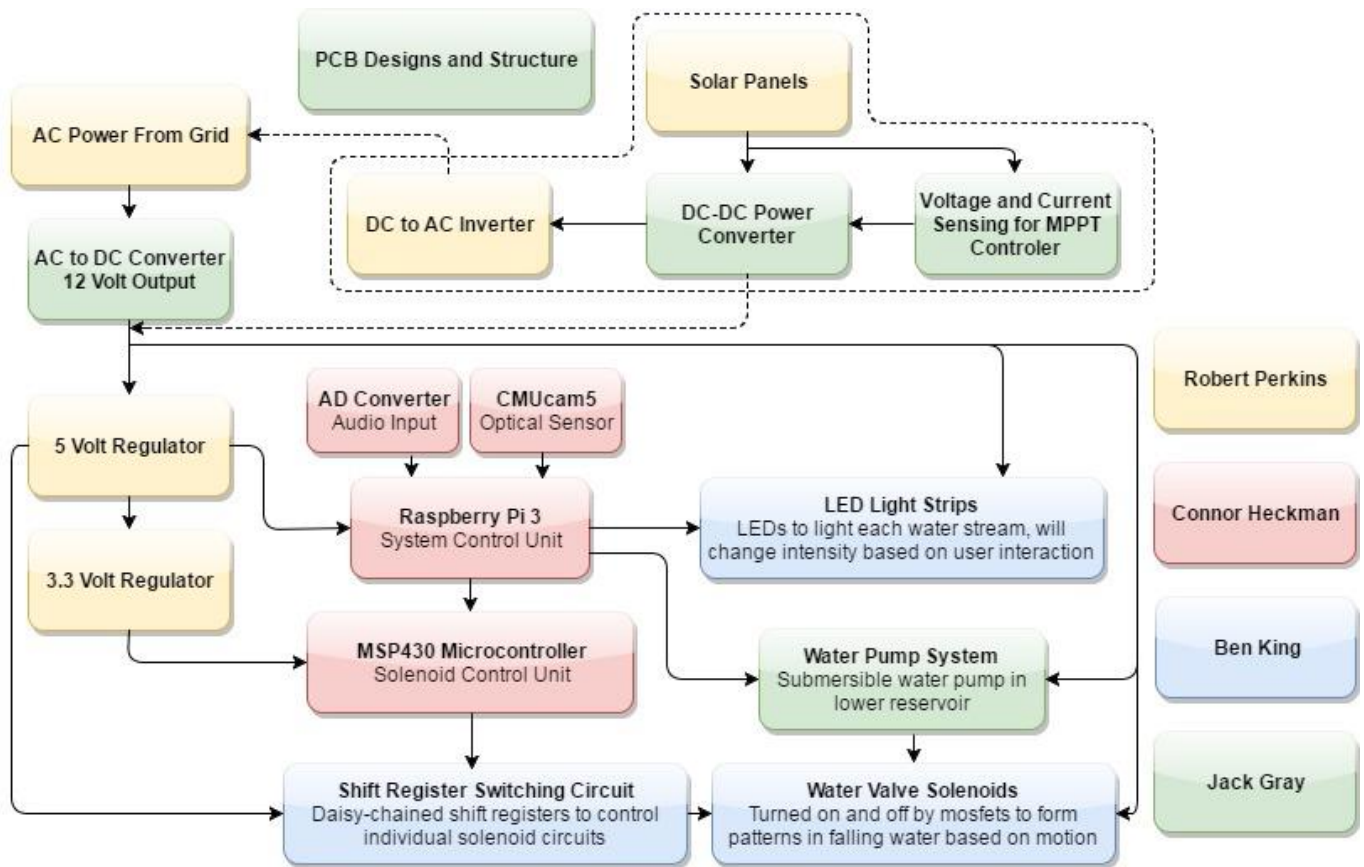 PCB Designs and Structure
Solar Panels
AC Power From Grid
DC to AC Inverter
DC-DC Power
Converter
Voltage and Current
Sensing for MPPT
Controler
AC to DC Converter
12 Volt Output
Robert Perkins
AD Converter
Audio Input
CMUcam5
Optical Sensor
5 Volt Regulator
Raspberry Pi 3
System Control Unit
LED Light Strips
LEDs to light each water stream, will
change intensity based on user interaction
Connor Heckman
3.3 Volt Regulator
MSP430 Microcontroller
Solenoid Control Unit
Water Pump System
Submersible water pump in
lower reservoir
Ben King
Shift Register Switching Circuit
Daisy-chained shift registers to control
individual solenoid circuits
Water Valve Solenoids
Turned on and off by mosfets to form
patterns in falling water based on motion
Jack Gray